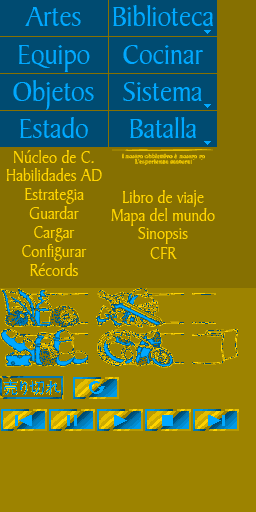 Artes
Biblioteca
Equipo
Cocinar
Objetos
Sistema
Estado
Batalla
Núcleo de C.
Habilidades AD
Estrategia
Guardar
Cargar
Configurar
Récords
Libro de viaje
Mapa del mundo
Sinopsis
CFR